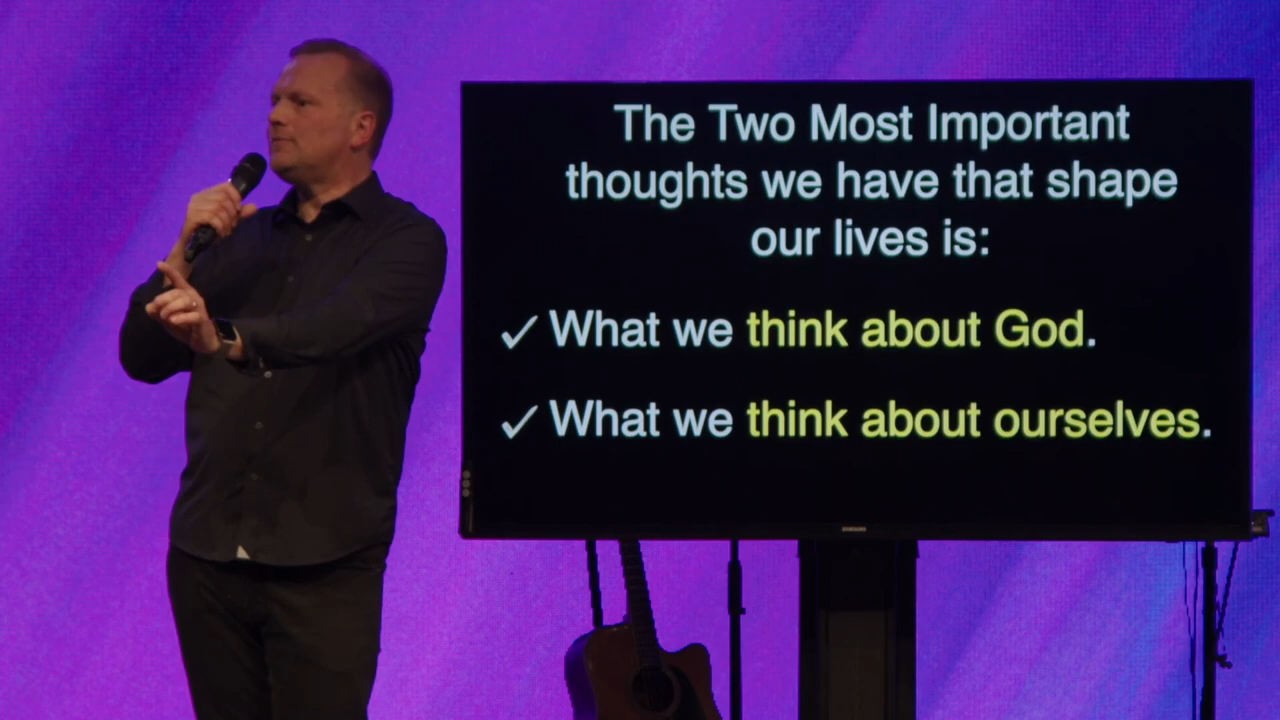 The Two Most Important
thoughts we have that shape
our lives is:
✓ What we think about God.
✓ What we think about ourselves.
SAMSUNG